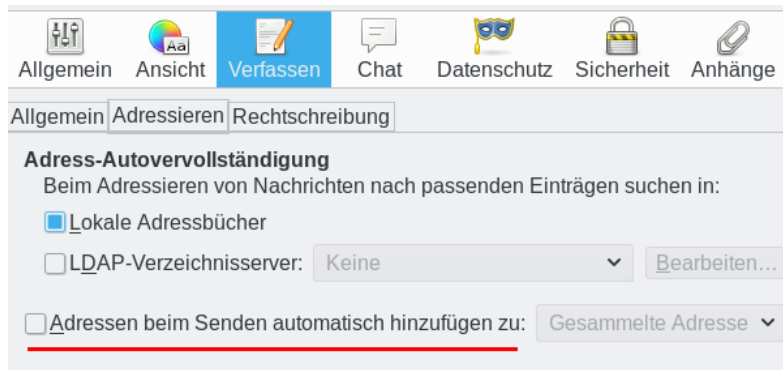 Aa
Allgemein Ansicht Verfassen Chat Datenschutz Sicherheit Anhänge
Allgemein Adressieren Rechtschreibung
Adress-Autovervollständigung
Beim Adressieren von Nachrichten nach passenden Einträgen suchen in:
Lokale Adressbücher
LDAP-Verzeichnisserver: Keine Bearbeiten...
Adressen beim Senden automatisch hinzufügen zu: Gesammelte Adresse